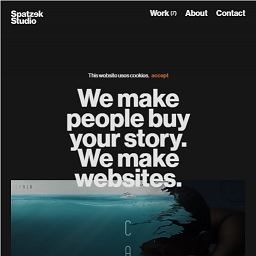 Spatzek
Studio
Work (7) About Contact
This website uses cookies. accept
We make
people buy
your story.
We make
websites.
C
A